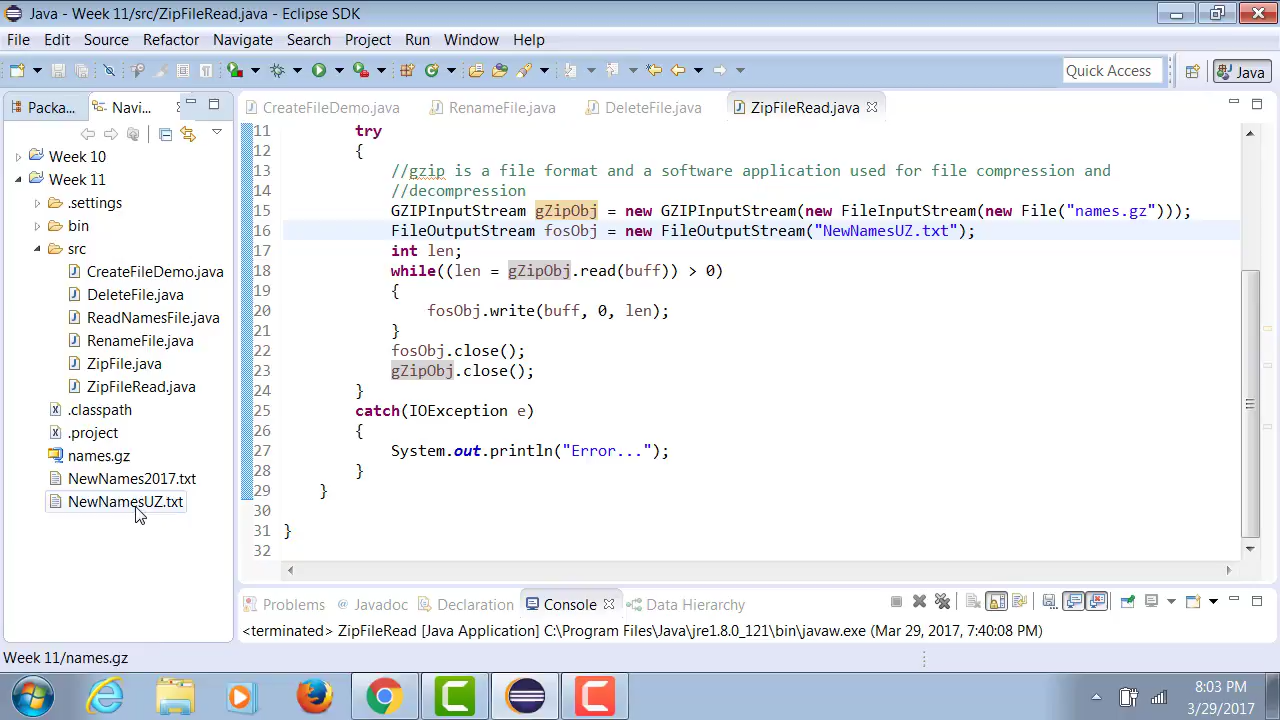 Java - Week 11/src/ZipFileRead.java - Eclipse SDK
File Edit Source Refactor Navigate Search Project Run Window Help
Quick Access
Java
Packa...
Navi...
CreateFileDemo.java
RenameFile.java
DeleteFile.java
ZipFileRead.java
Week 10
Week 11
.settings
bin
src
CreateFileDemo.java
DeleteFile.java
ReadNamesFile.java
RenameFile.java
ZipFile.java
ZipFileRead.java
.classpath
.project
names.gz
NewNames2017.txt
NewNamesUZ.txt
11 try
12 {
13 //gzip is a file format and a software application used for file compression and
14 //decompression
15 GZIPInputStream gZipObj = new GZIPInputStream(new FileInputStream(new File("names.gz")));
16 FileOutputStream fosObj = new FileOutputStream("NewNamesUZ.txt");
17 int len;
18 while((len = gZipObj.read(buff)) > 0)
19 {
20 fosObj.write(buff, 0, len);
21 }
22 fosObj.close();
23 gZipObj.close();
24 }
25 catch(IOException e)
26 {
27 System.out.println("Error...");
28 }
29 }
30
31 }
32
Problems @ Javadoc Declaration Console Data Hierarchy
<terminated> ZipFileRead [Java Application] C:\Program Files\Java\jre1.8.0_121\bin\javaw.exe (Mar 29, 2017, 7:40:08 PM)
Week 11/names.gz
8:03 PM
3/29/2017